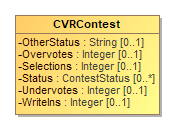 CVRContest
-OtherStatus : String [0..1]
-Overvotes : Integer [0..1]
-Selections : Integer [0..1]
-Status : ContestStatus [0..*]
-Undervotes : Integer [0..1]
-WriteIns : Integer [0..1]